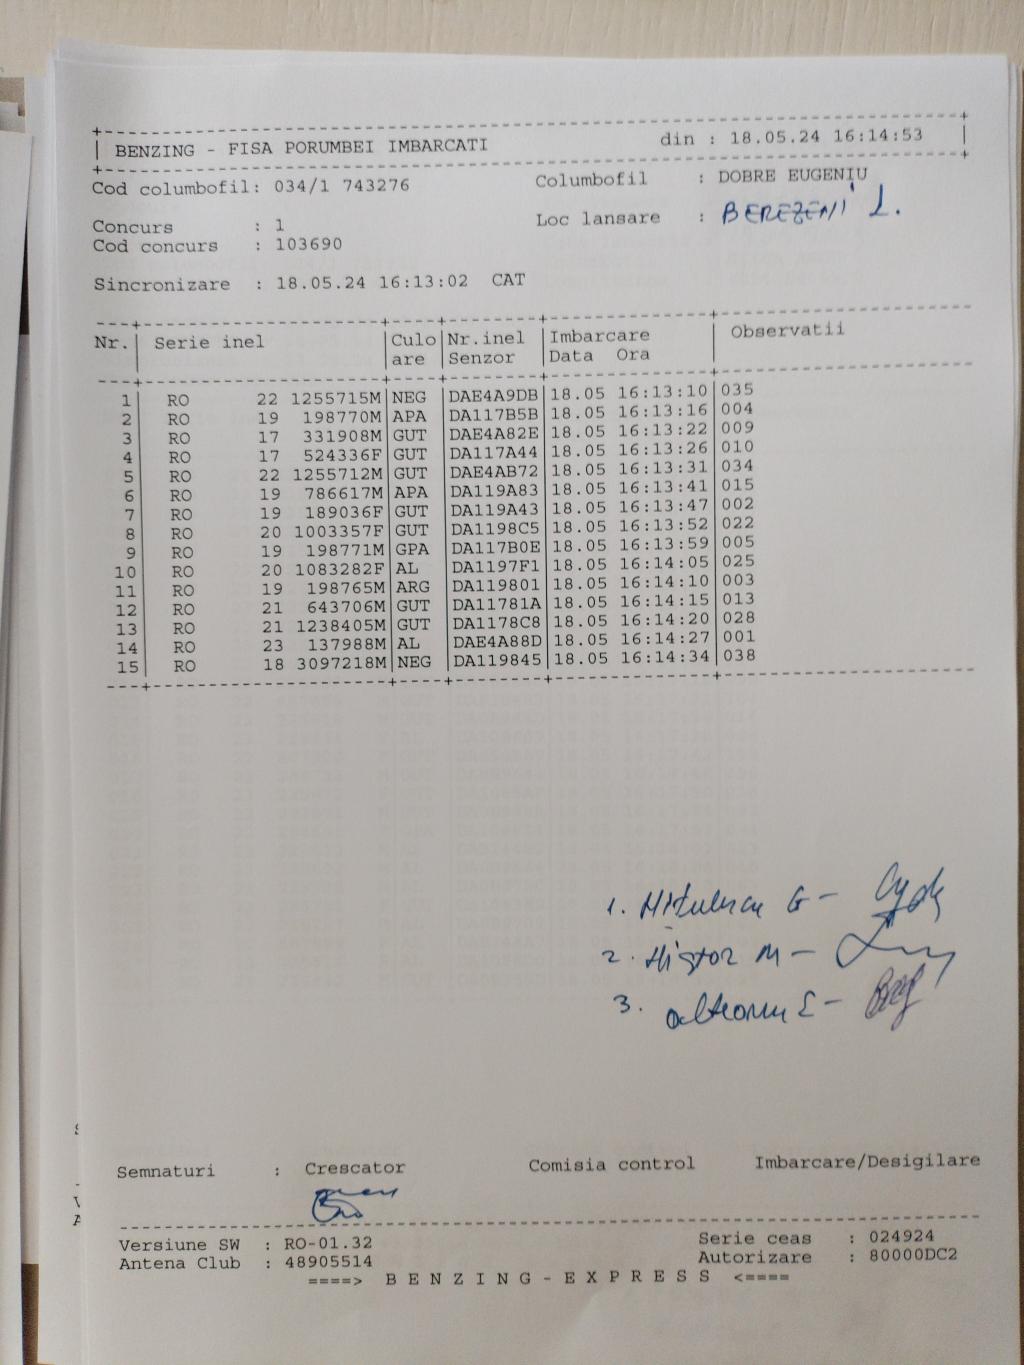 BENZING - FISA PORUMBEI IMBARCATI din : 18.05.24 16:14:53
Cod columbofil: 034/1 743276 Columbofil : DOBRE EUGENIU
Concurs : 1 Loc lansare : BEREZENI L.
Cod concurs : 103690
Sincronizare : 18.05.24 16:13:02 CAT
Nr. Serie inel Culo Nr.inel Imbarcare Observatii
are Senzor Data Ora
1 RO 22 1255715M NEG DAE4A9DB 18.05 16:13:10 035
2 RO 19 198770M APA DA117B5B 18.05 16:13:16 004
3 RO 17 331908M GUT DAE4A82E 18.05 16:13:22 009
4 RO 17 524336F GUT DA117A44 18.05 16:13:26 010
5 RO 22 1255712M GUT DAE4AB72 18.05 16:13:31 034
6 RO 19 786617M APA DA119A83 18.05 16:13:41 015
7 RO 19 189036F GUT DA119A43 18.05 16:13:47 002
8 RO 20 1003357F GUT DA1198C5 18.05 16:13:52 022
9 RO 19 198771M GPA DA117B0E 18.05 16:13:59 005
10 RO 20 1083282F AL DA1197F1 18.05 16:14:05 025
11 RO 19 198765M ARG DA119801 18.05 16:14:10 003
12 RO 21 643706M GUT DA11781A 18.05 16:14:15 013
13 RO 21 1238405M GUT DA1178C8 18.05 16:14:20 028
14 RO 23 137988M AL DAE4A88D 18.05 16:14:27 001
15 RO 18 3097218M NEG DA119845 18.05 16:14:34 038
1. G -
2. M -
3. E -
Semnaturi : Crescator Comisia control Imbarcare/Desigilare
Versiune SW : RO-01.32 Serie ceas : 024924
Antena Club : 48905514 Autorizare : 80000DC2
====> B E N Z I N G - E X P R E S S <====